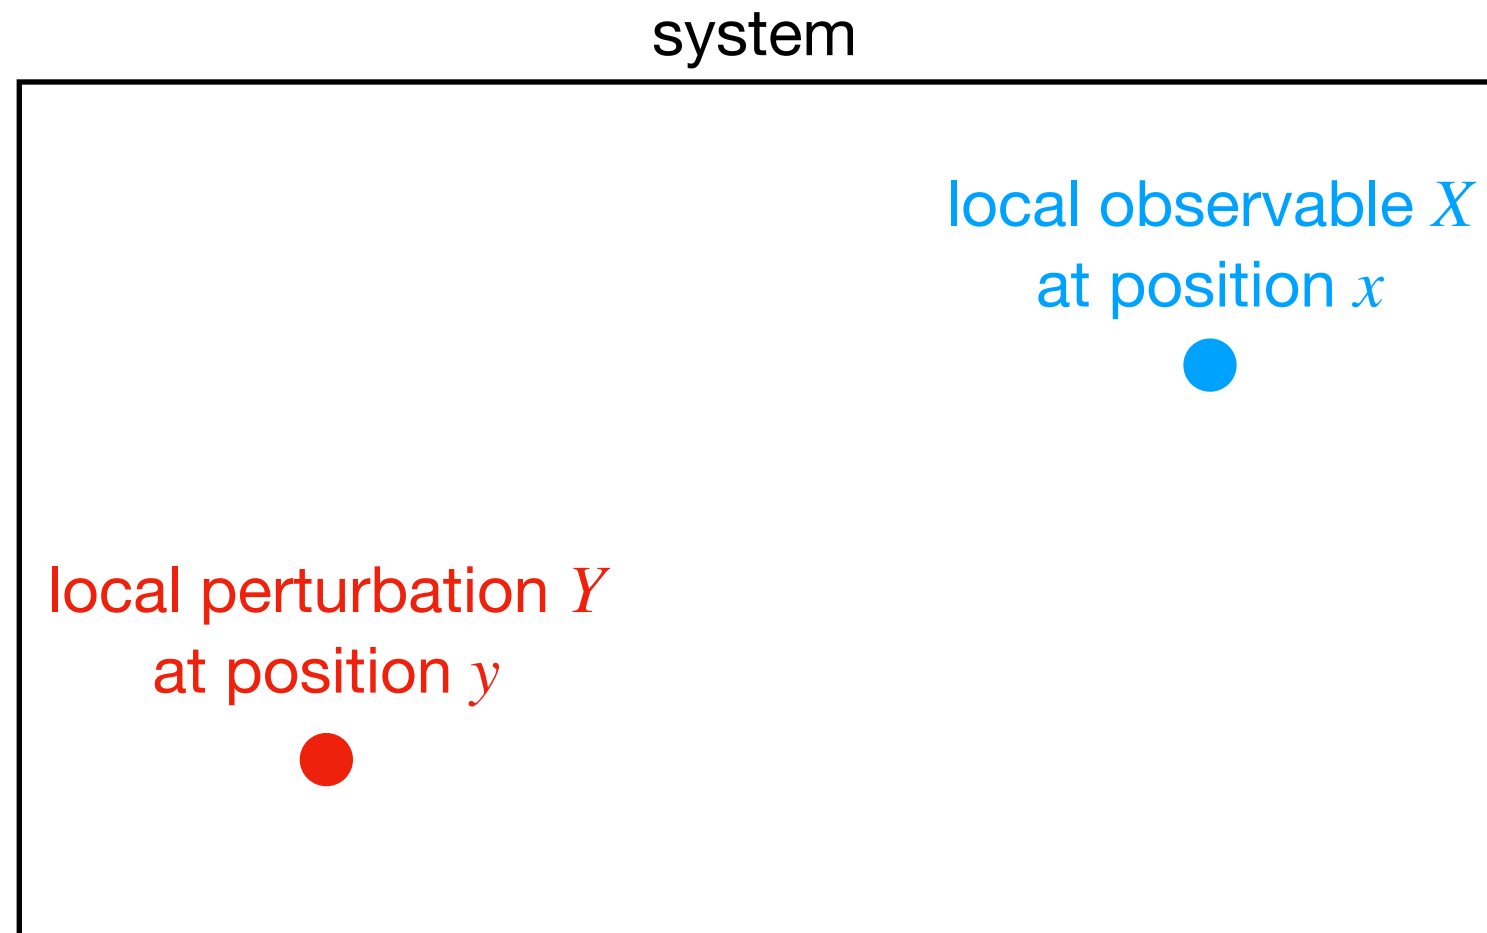 system
local observable X
at position x
local perturbation Y
at position y